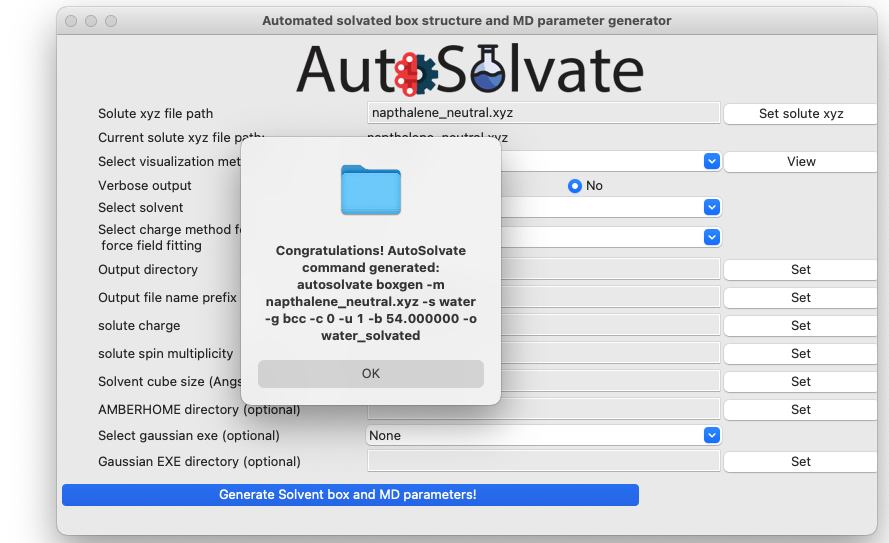 Automated solvated box structure and MD parameter generator
AutoSolvate
Solute xyz file path
napthalene_neutral.xyz
Set solute xyz
Current solute xyz file path:
napthalene_neutral.xyz
Select visualization met
View
Verbose output
No
Select solvent
Select charge method fo
force field fitting
Output directory
Set
Output file name prefix
Set
solute charge
Set
solute spin multiplicity
Set
Solvent cube size (Angs
Set
AMBERHOME directory (optional)
Set
Select gaussian exe (optional)
None
Gaussian EXE directory (optional)
Set
Generate Solvent box and MD parameters!
Congratulations! AutoSolvate
command generated:
autosolvate boxgen -m
napthalene_neutral.xyz -s water
-g bcc -c 0 -u 1 -b 54.000000 -o
water_solvated
OK